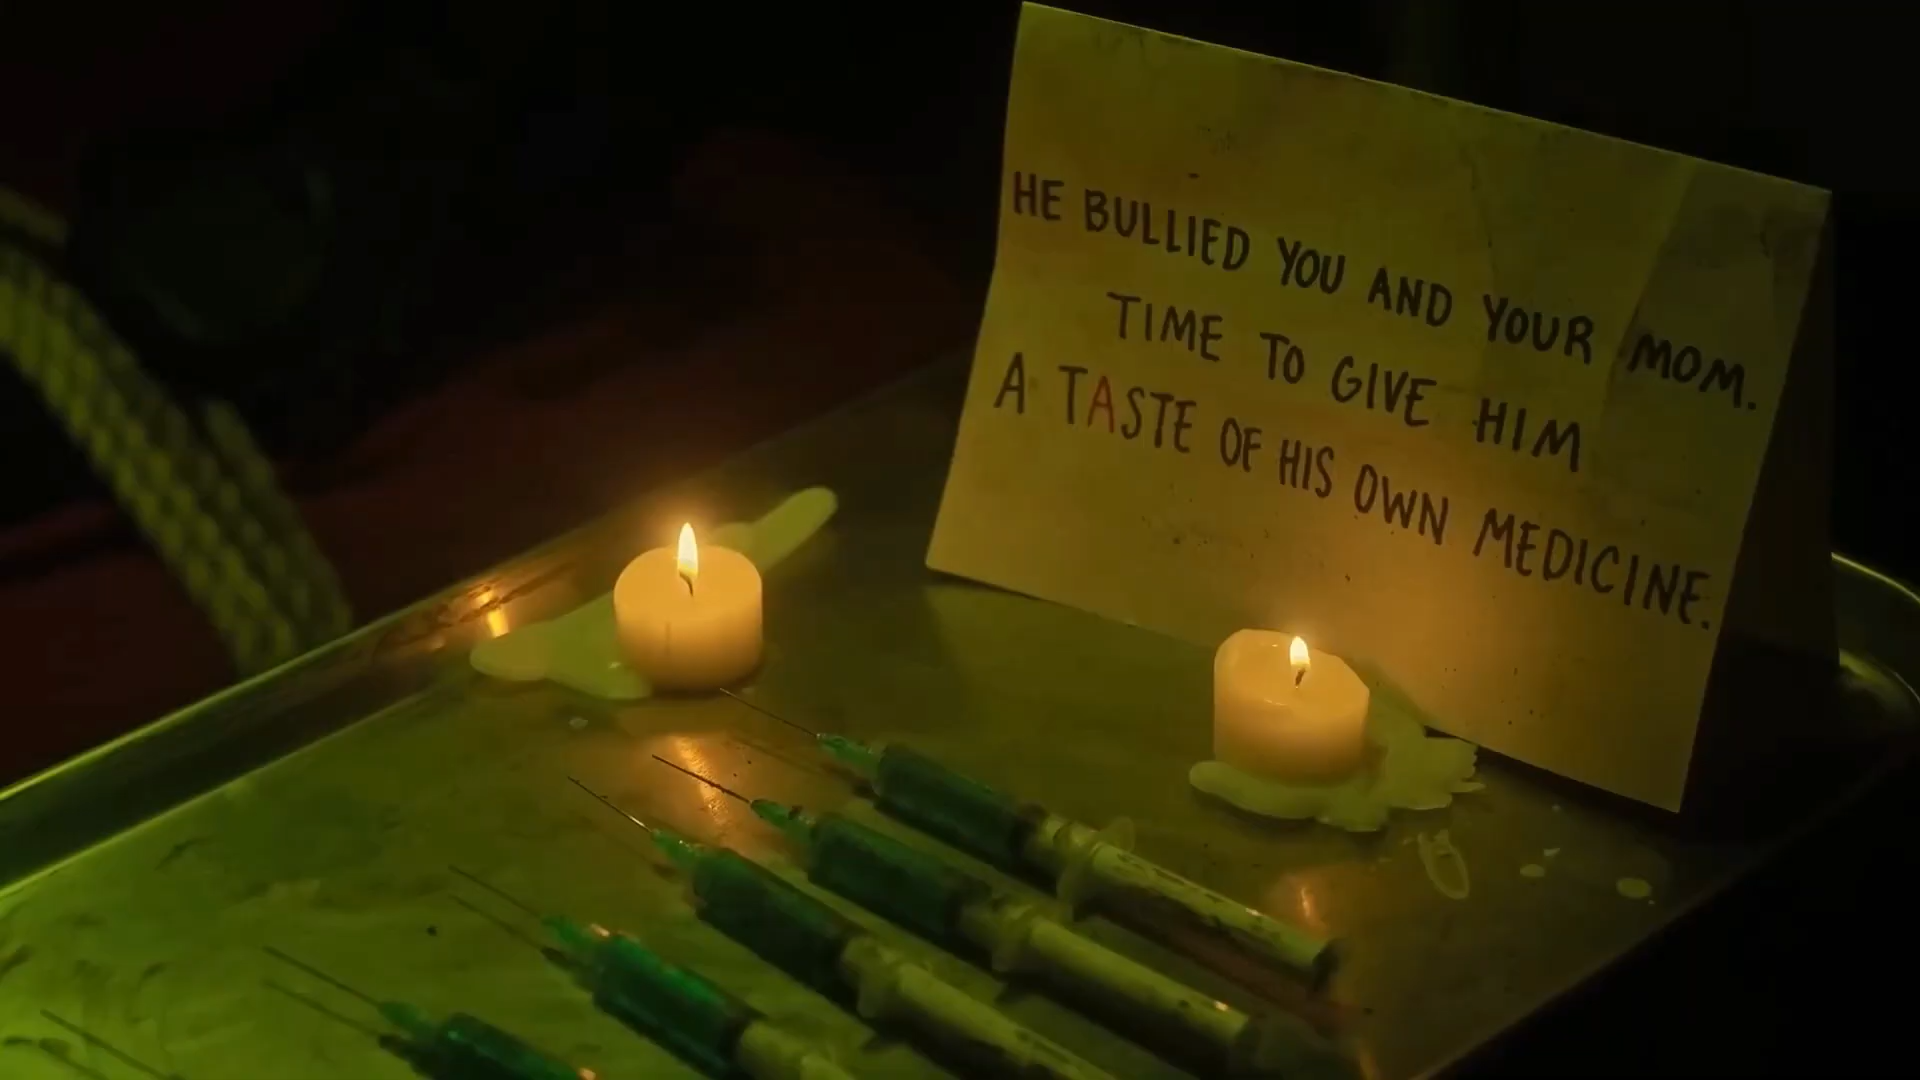 HE BULLIED YOU AND YOUR MOM.
TIME TO GIVE HIM
A TASTE OF HIS OWN MEDICINE.